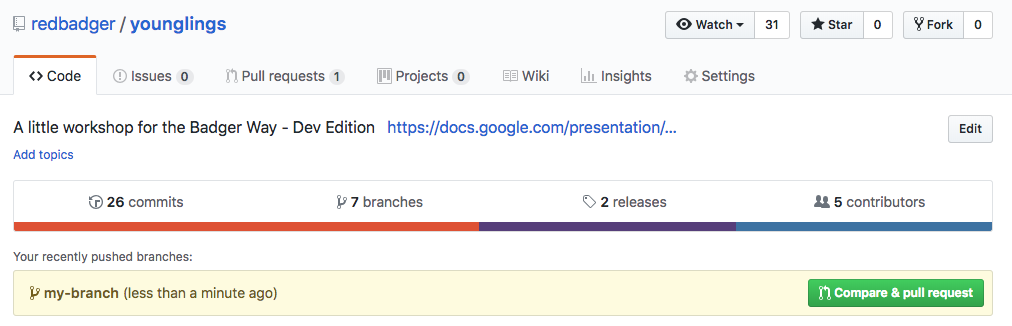 redbadger / younglings Watch 31 Star 0 Fork 0
Code Issues 0 Pull requests 1 Projects 0 Wiki Insights Settings
A little workshop for the Badger Way - Dev Edition https://docs.google.com/presentation/... Edit
Add topics
26 commits 7 branches 2 releases 5 contributors
Your recently pushed branches:
my-branch (less than a minute ago) Compare & pull request